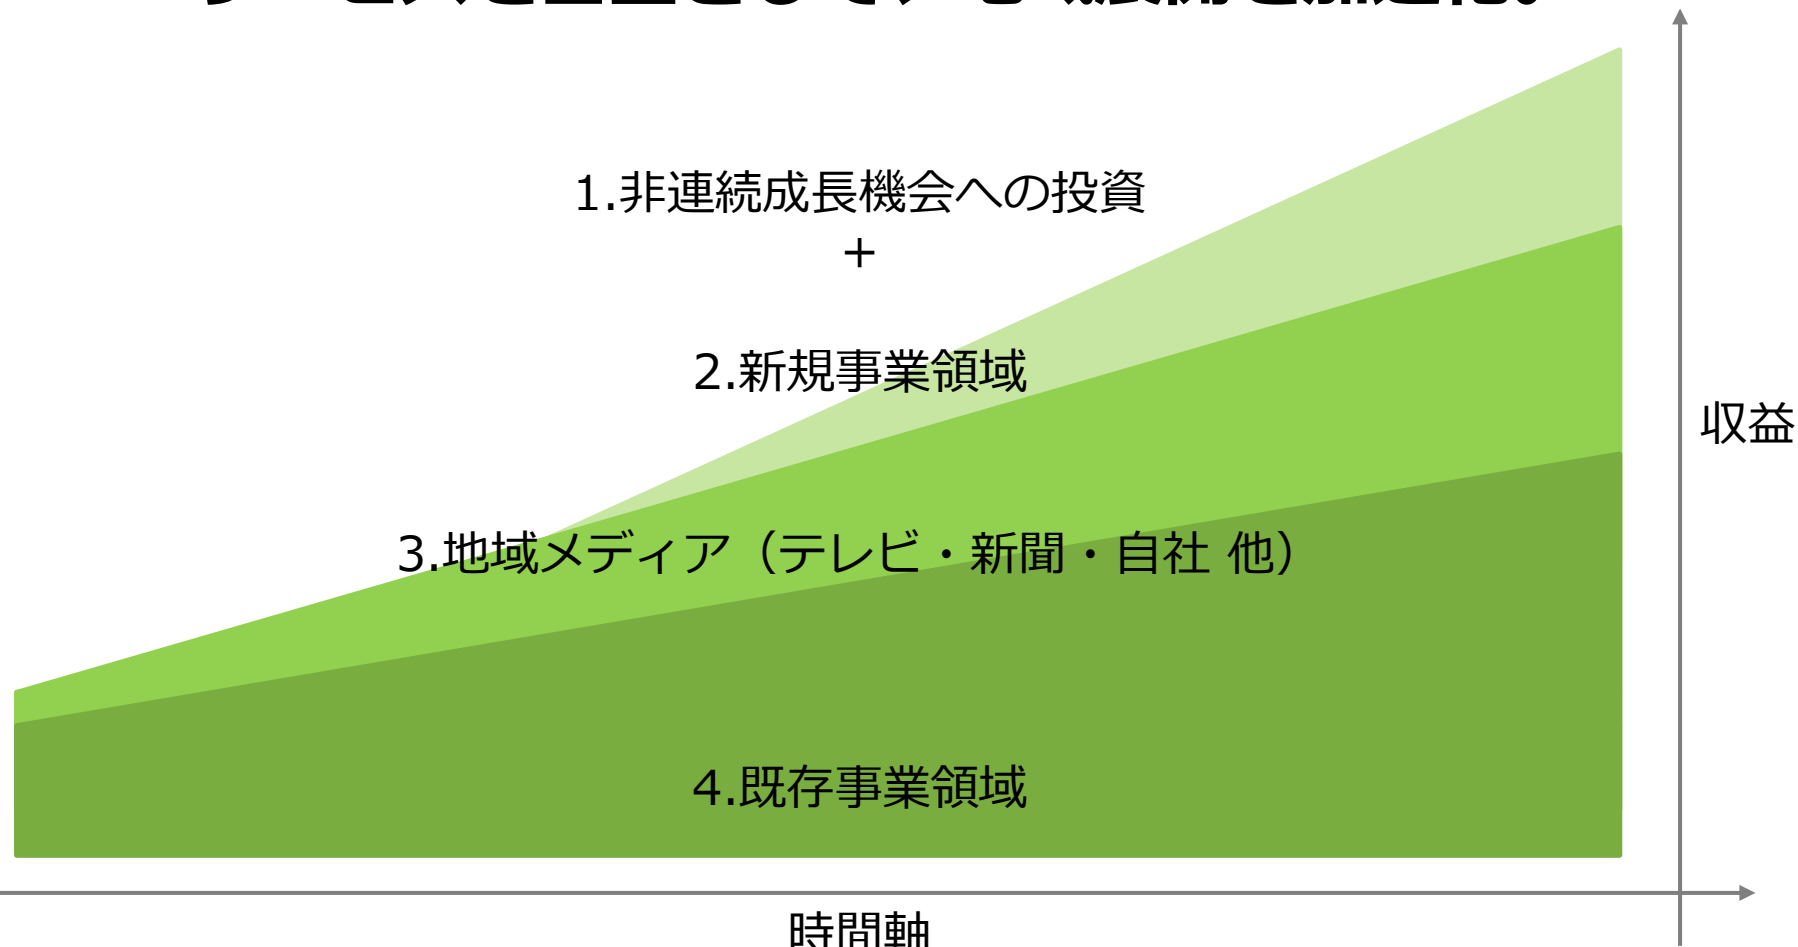 1.非連続成長機会への投資
+
2.新規事業領域
収益
3.地域メディア（テレビ・新聞・自社 他）
4.既存事業領域
時間軸